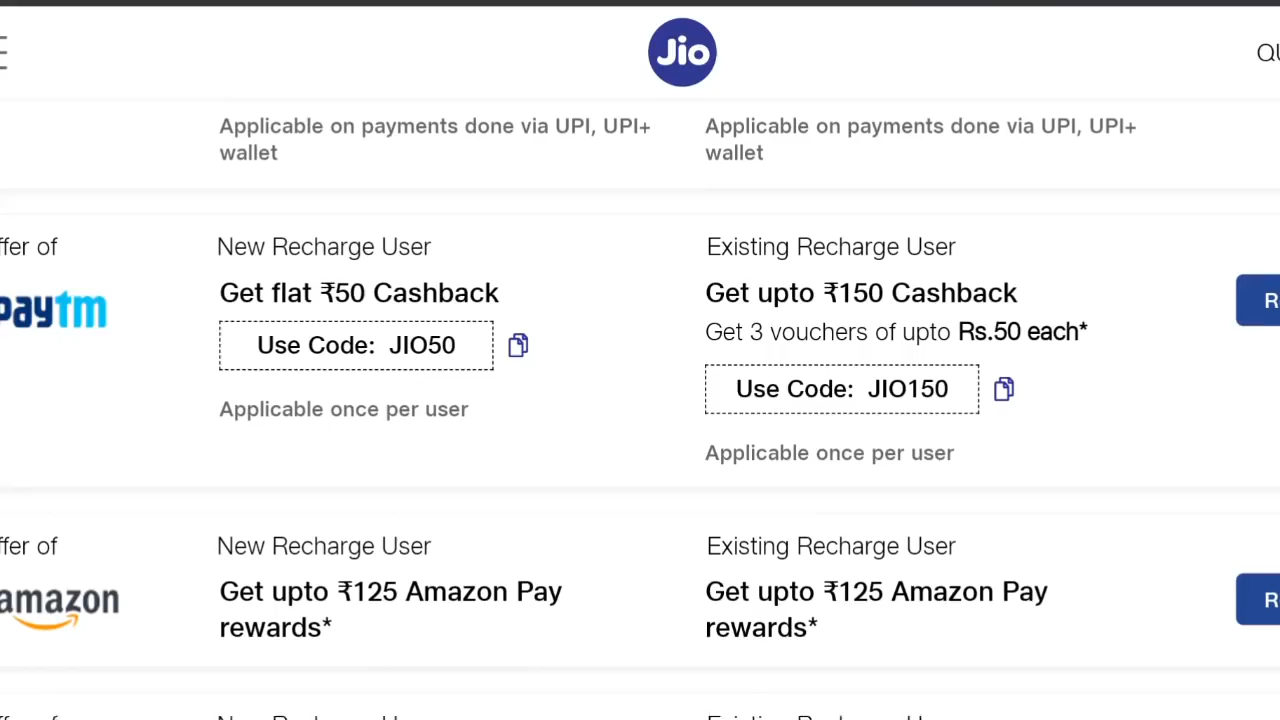 Jio
Applicable on payments done via UPI, UPI+
wallet
Applicable on payments done via UPI, UPI+
wallet
of
New Recharge User
Existing Recharge User
paytm
Get flat ₹50 Cashback
Get upto ₹150 Cashback
Get 3 vouchers of upto Rs.50 each*
Use Code: JIO50
Use Code: JIO150
Applicable once per user
Applicable once per user
of
New Recharge User
Existing Recharge User
amazon
Get upto ₹125 Amazon Pay
rewards*
Get upto ₹125 Amazon Pay
rewards*